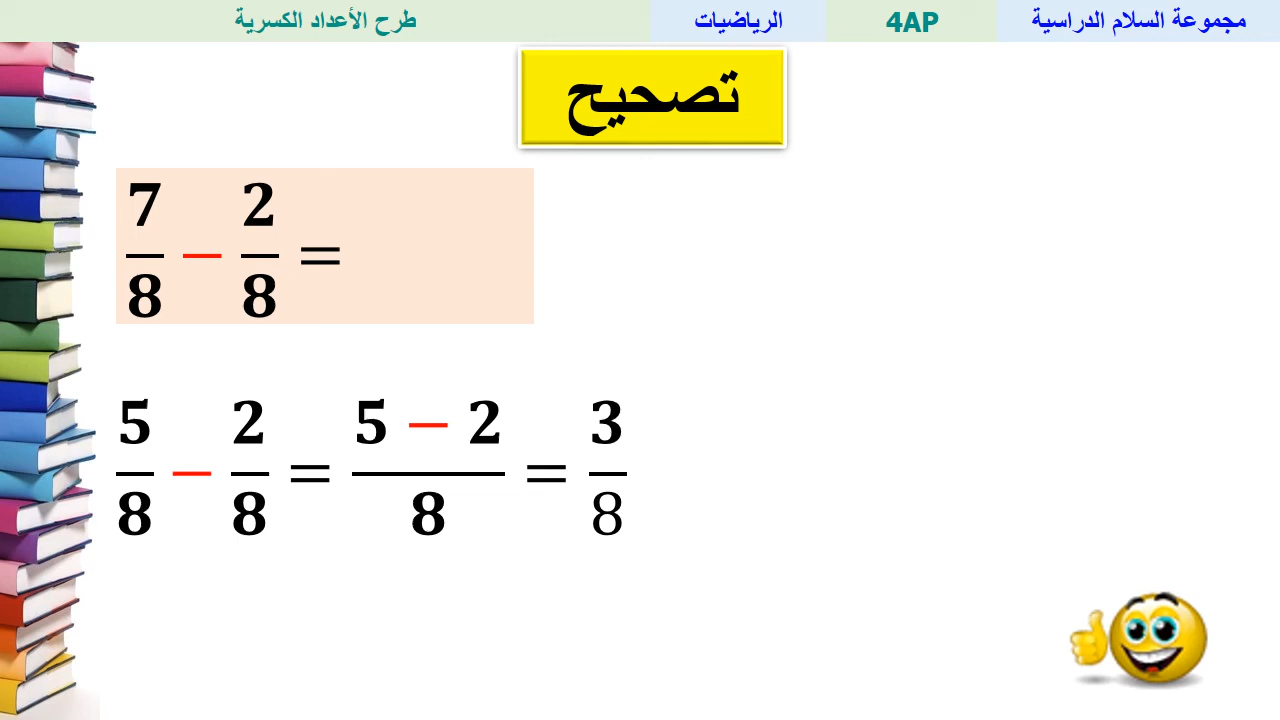 مجموعة السلام الدراسية 4AP الرياضيات طرح الأعداد الكسرية
تصحيح
7/8 − 2/8 =
5/8 − 2/8 = (5 − 2)/8 = 3/8